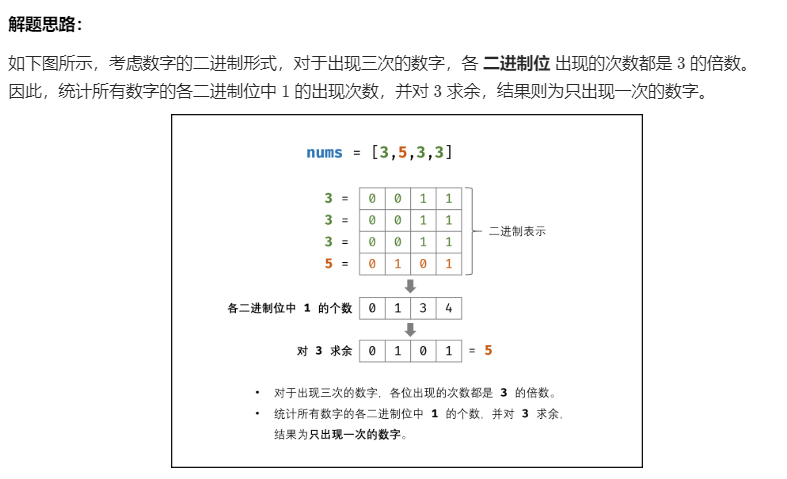 解题思路：
如下图所示，考虑数字的二进制形式，对于出现三次的数字，各 二进制位 出现的次数都是 3 的倍数。
因此，统计所有数字的各二进制位中 1 的出现次数，并对 3 求余，结果则为只出现一次的数字。
nums = [3,5,3,3]
3 = 0 0 1 1
3 = 0 0 1 1
3 = 0 0 1 1
二进制表示
5 = 0 1 0 1
各二进制位中 1 的个数 0 1 3 4
对 3 求余 0 1 0 1 = 5
• 对于出现三次的数字，各位出现的次数都是 3 的倍数。
• 统计所有数字的各二进制位中 1 的个数，并对 3 求余，
结果为只出现一次的数字。